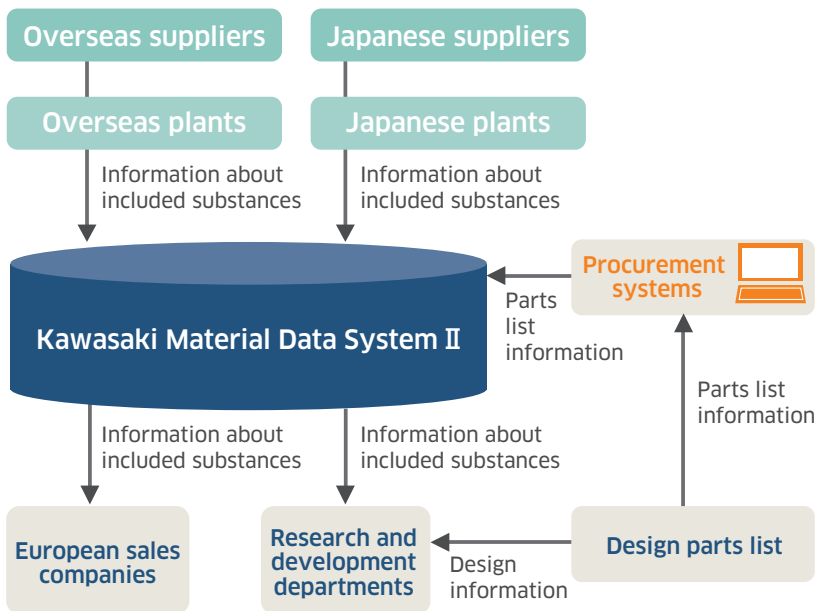 Overseas suppliers
Japanese suppliers
Overseas plants
Japanese plants
Information about
included substances
Information about
included substances
Procurement
systems
Parts
list
information
Kawasaki Material Data System Ⅱ
Parts list
information
Information about
included substances
Information about
included substances
European sales
companies
Research and
development
departments
Design
information
Design parts list